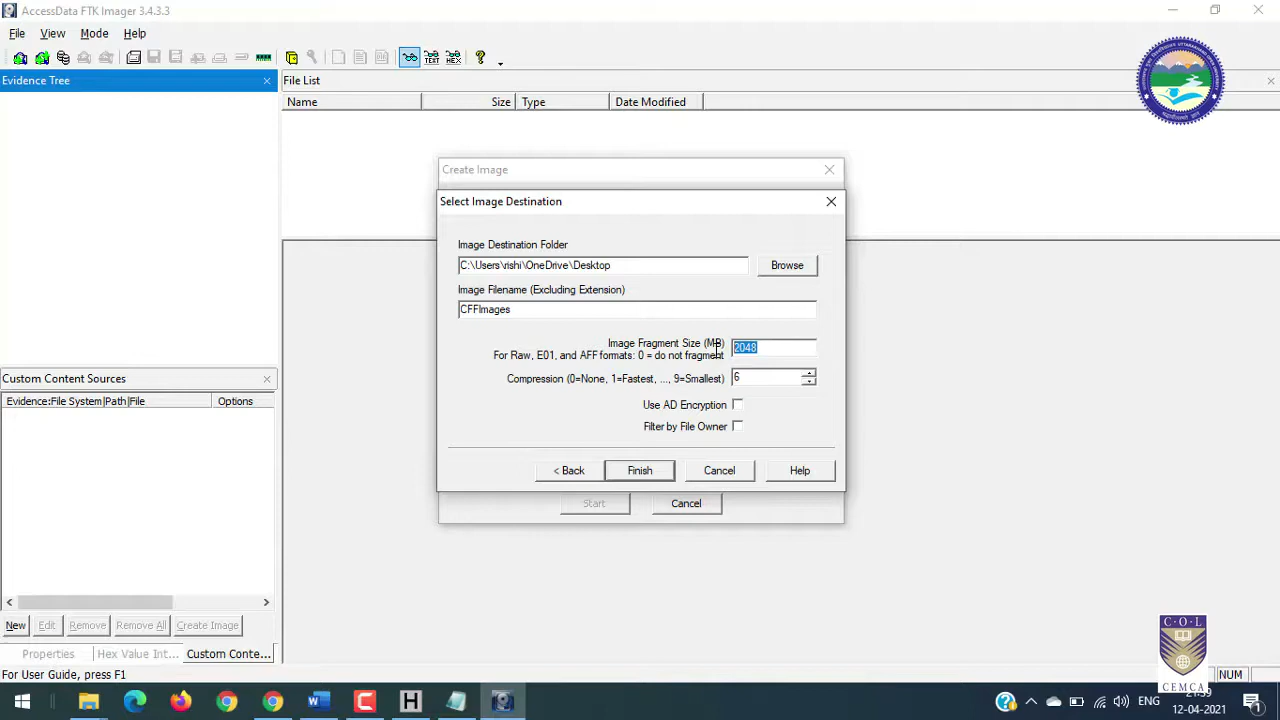 AccessData FTK Imager 3.4.3.3
File View Mode Help
Evidence Tree
File List
Name Size Type Date Modified
Create Image
Select Image Destination
Image Destination Folder
C:\Users\rishi\OneDrive\Desktop
Browse
Image Filename (Excluding Extension)
CFFImages
Image Fragment Size (MB)
For Raw, E01, and AFF formats: 0 = do not fragment
2048
Compression (0=None, 1=Fastest, ..., 9=Smallest)
6
Use AD Encryption
Filter by File Owner
< Back Finish Cancel Help
Start Cancel
Custom Content Sources
Evidence:File System|Path|File Options
New Edit Remove Remove All Create Image
Properties Hex Value Int... Custom Conte...
For User Guide, press F1
NUM
C·O·L
CEMCA
ENG
12-04-2021